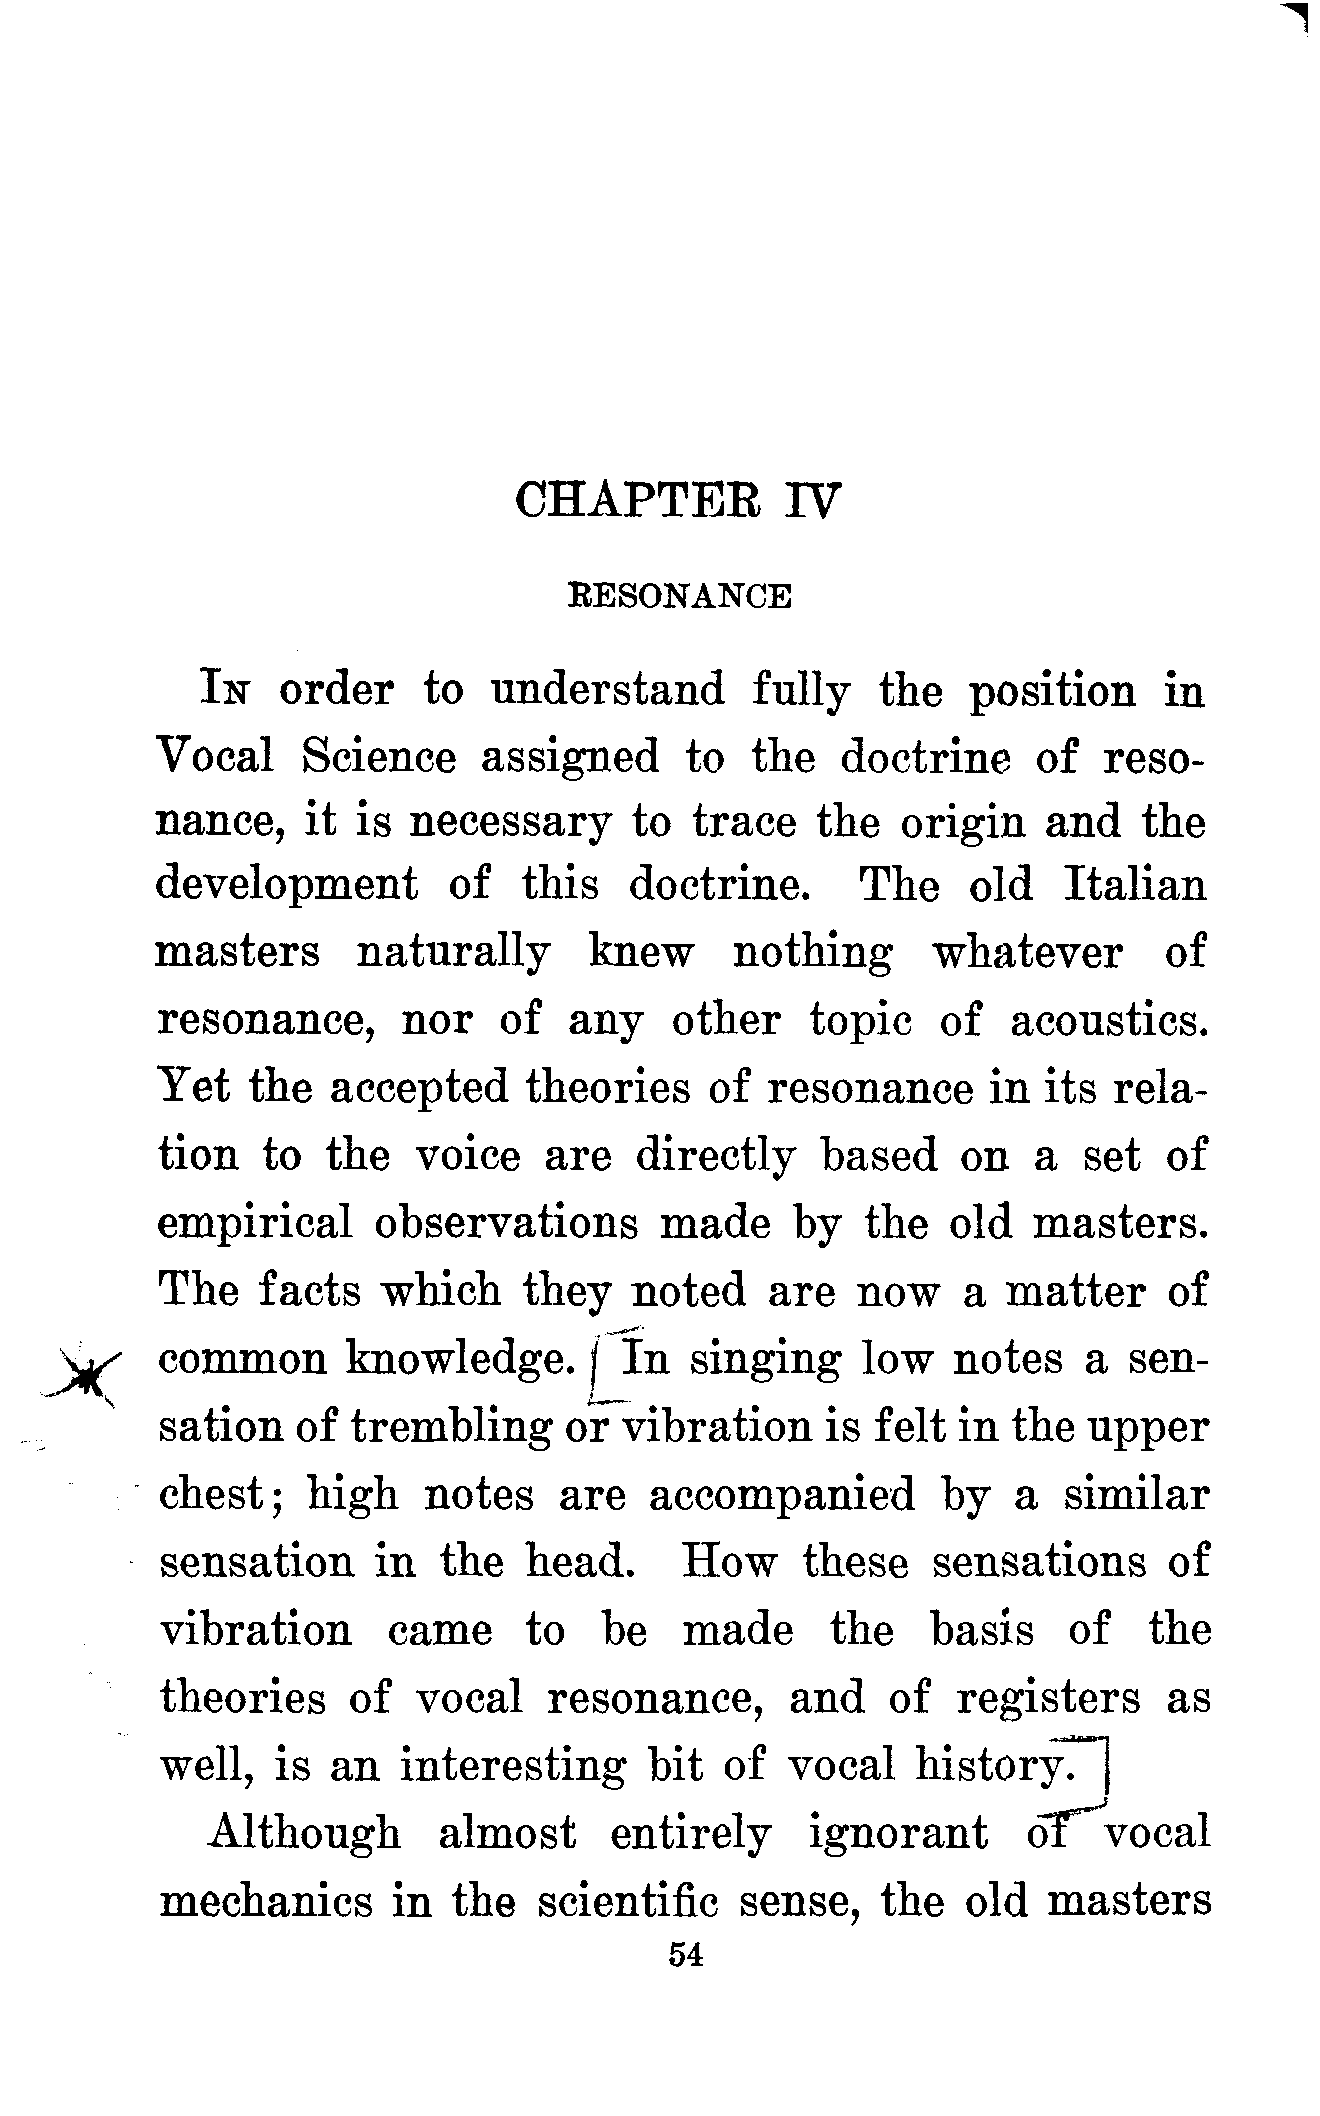 CHAPTER IV
RESONANCE
In order to understand fully the position in
Vocal Science assigned to the doctrine of reso-
nance, it is necessary to trace the origin and the
development of this doctrine. The old Italian
masters naturally knew nothing whatever of
resonance, nor of any other topic of acoustics.
Yet the accepted theories of resonance in its rela-
tion to the voice are directly based on a set of
empirical observations made by the old masters.
The facts which they noted are now a matter of
common knowledge. [In singing low notes a sen-
sation of trembling or vibration is felt in the upper
chest; high notes are accompanied by a similar
sensation in the head. How these sensations of
vibration came to be made the basis of the
theories of vocal resonance, and of registers as
well, is an interesting bit of vocal history.]
Although almost entirely ignorant of vocal
mechanics in the scientific sense, the old masters
54